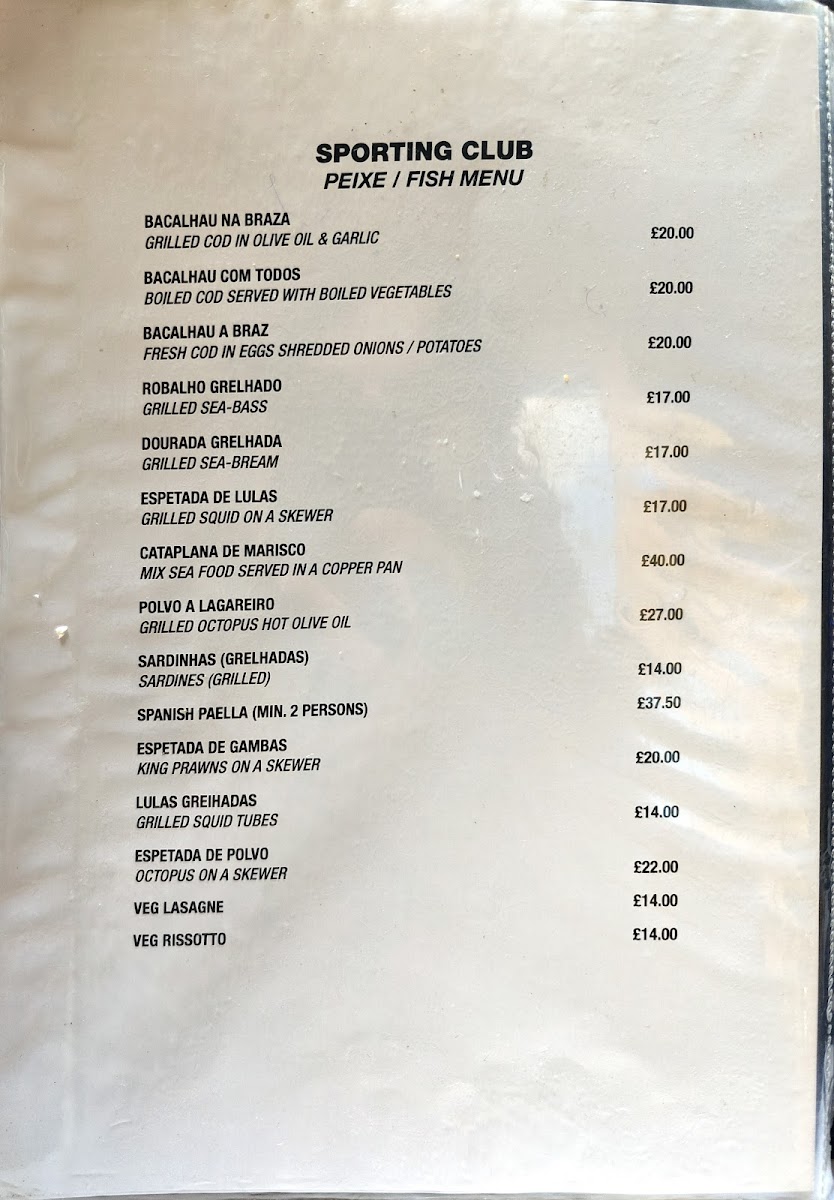 SPORTING CLUB
PEIXE / FISH MENU
BACALHAU NA BRAZA
GRILLED COD IN OLIVE OIL & GARLIC
£20.00
BACALHAU COM TODOS
BOILED COD SERVED WITH BOILED VEGETABLES
£20.00
BACALHAU A BRAZ
FRESH COD IN EGGS SHREDDED ONIONS / POTATOES
£20.00
ROBALHO GRELHADO
GRILLED SEA-BASS
£17.00
DOURADA GRELHADA
GRILLED SEA-BREAM
£17.00
ESPETADA DE LULAS
GRILLED SQUID ON A SKEWER
£17.00
CATAPLANA DE MARISCO
MIX SEA FOOD SERVED IN A COPPER PAN
£40.00
POLVO A LAGAREIRO
GRILLED OCTOPUS HOT OLIVE OIL
£27.00
SARDINHAS (GRELHADAS)
SARDINES (GRILLED)
£14.00
SPANISH PAELLA (MIN. 2 PERSONS) £37.50
ESPETADA DE GAMBAS
KING PRAWNS ON A SKEWER
£20.00
LULAS GREIHADAS
GRILLED SQUID TUBES
£14.00
ESPETADA DE POLVO
OCTOPUS ON A SKEWER
£22.00
VEG LASAGNE £14.00
VEG RISSOTTO £14.00